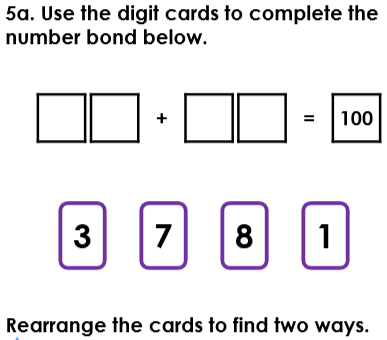 5a. Use the digit cards to complete the
number bond below.
+ = 100
3 7 8 1
Rearrange the cards to find two ways.